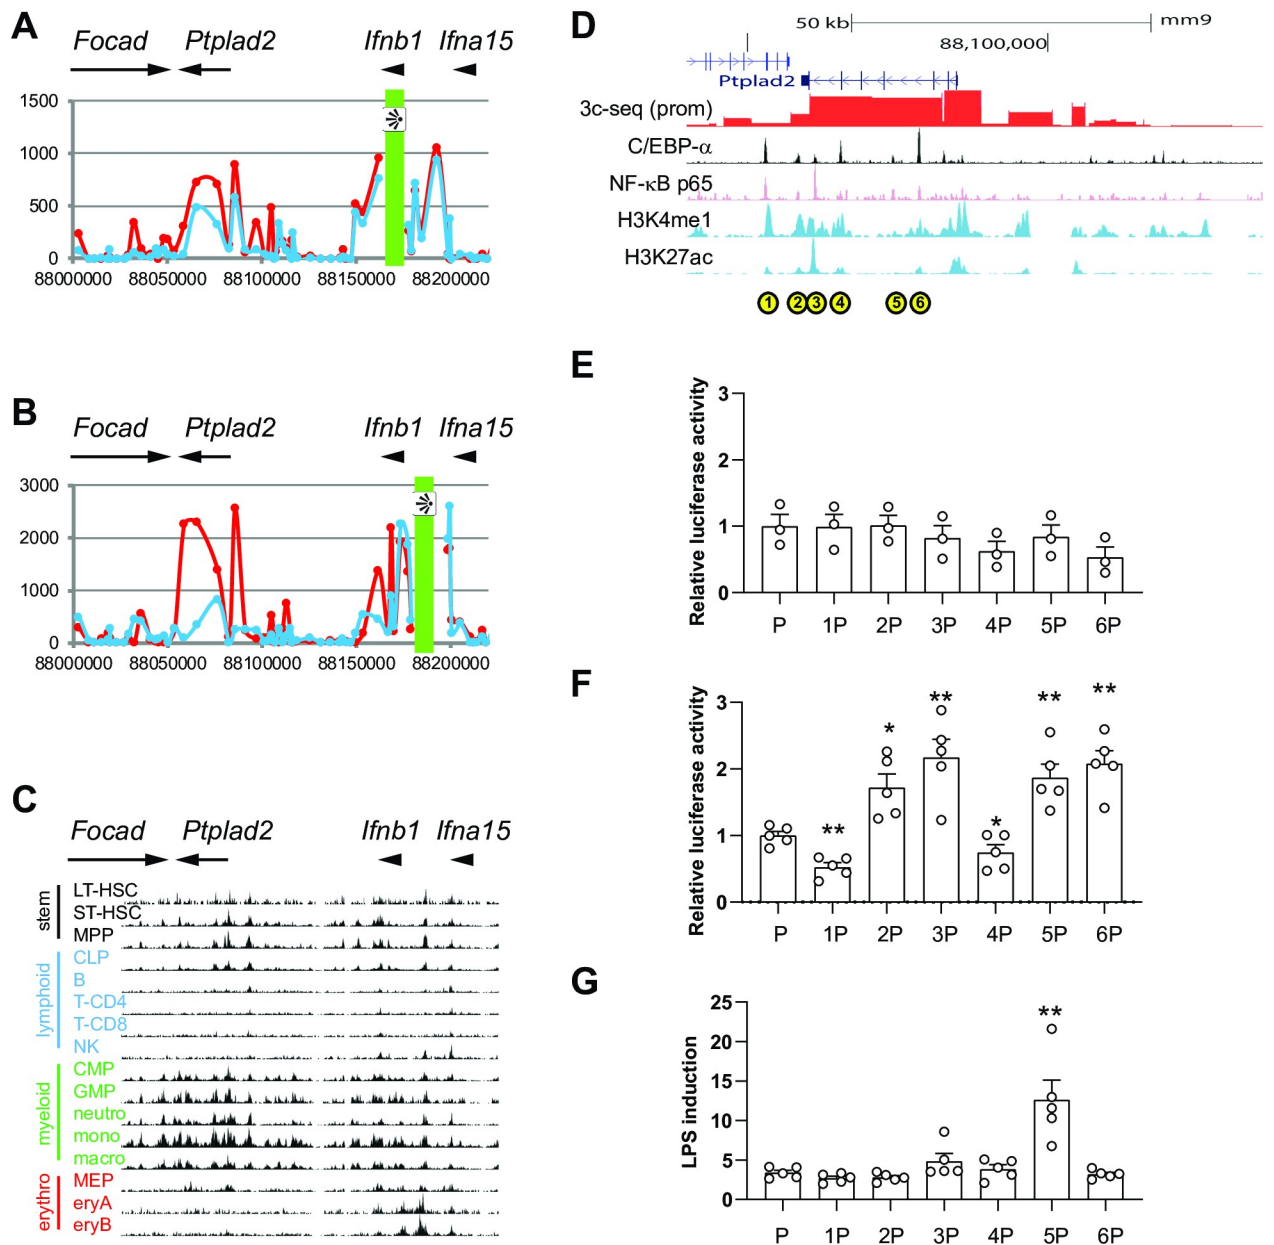 A
Focad Ptplad2 Ifnb1 Ifna15
1500
1000
500
0
88000000 88050000 88100000 88150000 88200000
B
Focad Ptplad2 Ifnb1 Ifna15
3000
2000
1000
0
88000000 88050000 88100000 88150000 88200000
C
Focad Ptplad2 Ifnb1 Ifna15
stem
LT-HSC
ST-HSC
MPP
lymphoid
CLP
B
T-CD4
T-CD8
NK
myeloid
CMP
GMP
neutro
mono
macro
erythro
MEP
eryA
eryB
D
50 kb mm9
88,100,000
Ptplad2
3c-seq (prom)
C/EBP-α
NF-κB p65
H3K4me1
H3K27ac
1 2 3 4 5 6
E
Relative luciferase activity
3
2
1
0
P 1P 2P 3P 4P 5P 6P
F
Relative luciferase activity
3
2
1
0
** * ** * ** **
P 1P 2P 3P 4P 5P 6P
G
LPS induction
25
20
15
10
5
0
**
P 1P 2P 3P 4P 5P 6P